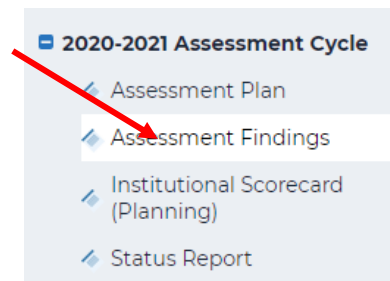 2020-2021 Assessment Cycle
Assessment Plan
Assessment Findings
Institutional Scorecard
(Planning)
Status Report